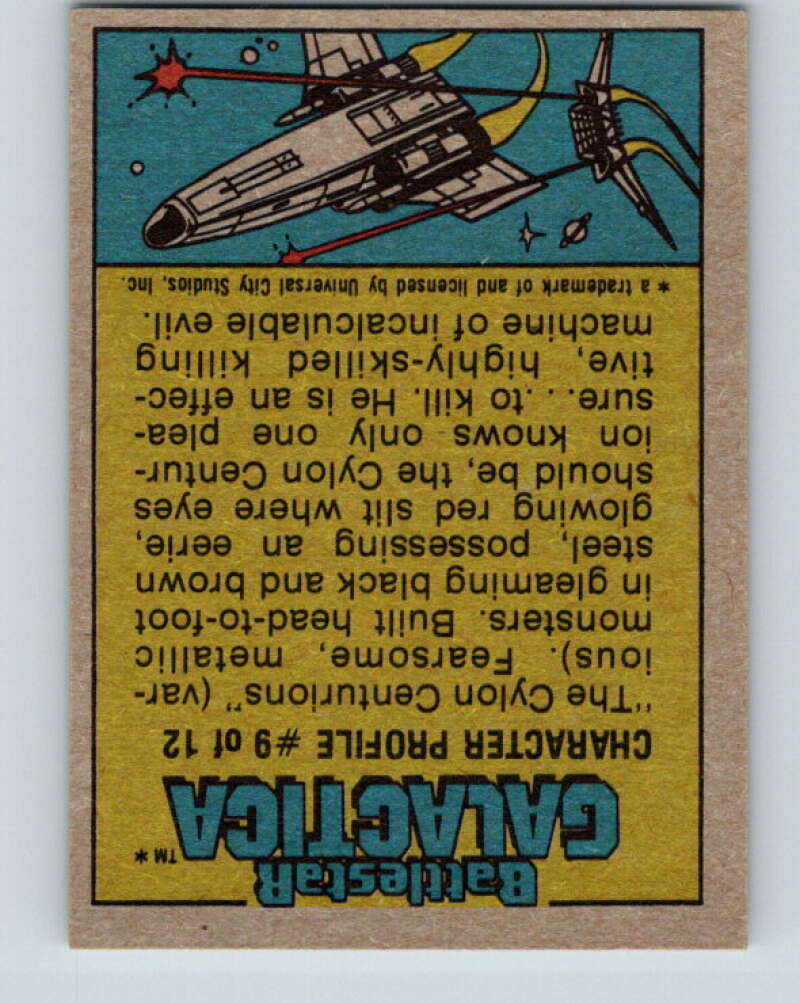 BattlestaR
GALACTICA™*
CHARACTER PROFILE #9 of 12
"The Cylon Centurions" (var-
ious). Fearsome, metallic
monsters. Built head-to-foot
in gleaming black and brown
steel, possessing an eerie,
glowing red slit where eyes
should be, the Cylon Centur-
ion knows only one plea-
sure. . . to kill. He is an effec-
tive, highly-skilled killing
machine of incalculable evil.
* a trademark of and licensed by Universal City Studios, Inc.